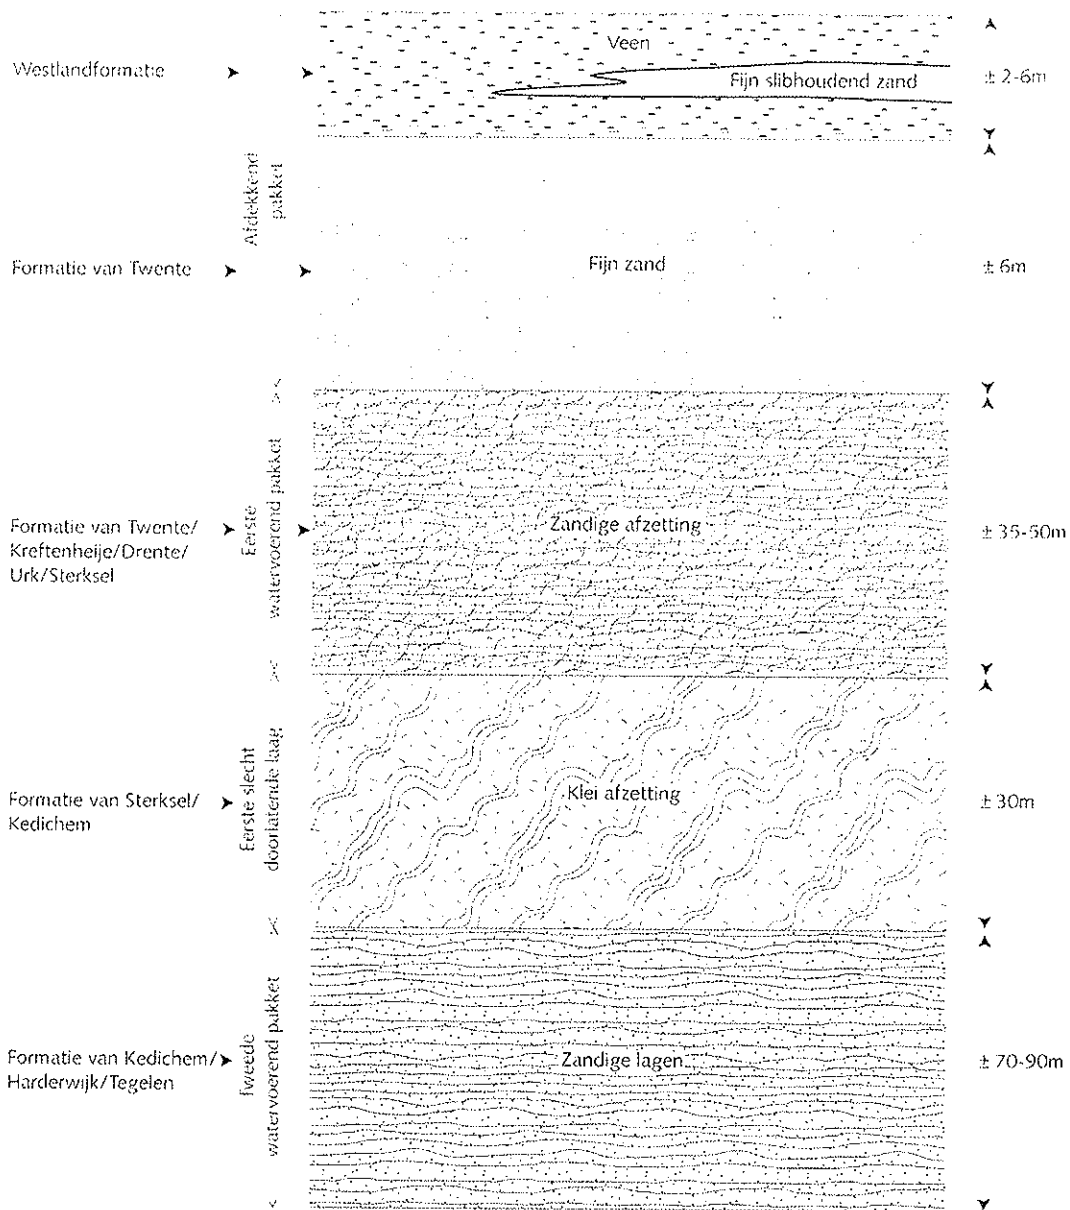 Westlandformatie
Veen
Fijn slibhoudend zand
± 2-6m
Afdekkend
pakket
Formatie van Twente
Fijn zand
± 6m
Formatie van Twente/
Kreftenheije/Drente/
Urk/Sterksel
Eerste
watervoerend pakket
Zandige afzetting
± 35-50m
Formatie van Sterksel/
Kedichem
Eerste slecht
doorlatende laag
Klei afzetting
± 30m
Formatie van Kedichem/
Harderwijk/Tegelen
Tweede
watervoerend pakket
Zandige lagen
± 70-90m